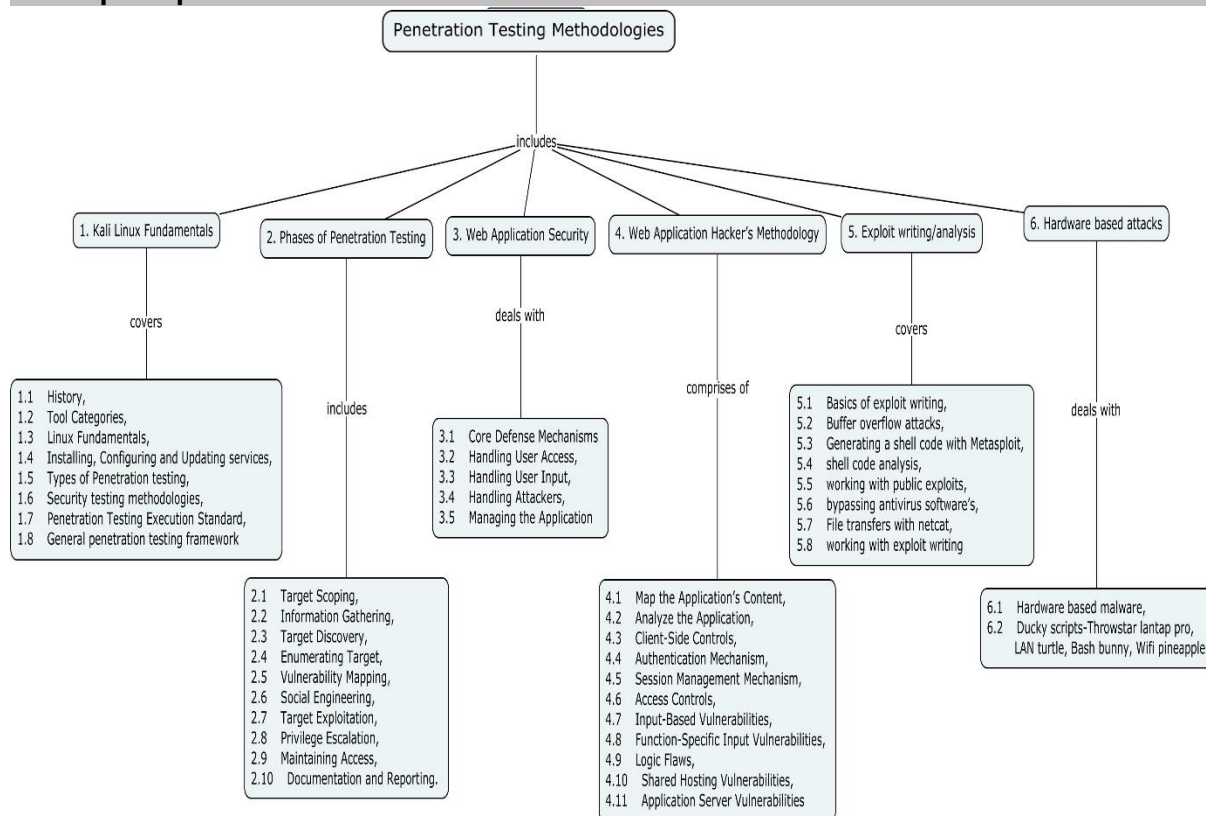 Penetration Testing Methodologies
includes
1. Kali Linux Fundamentals
2. Phases of Penetration Testing
3. Web Application Security
4. Web Application Hacker's Methodology
5. Exploit writing/analysis
6. Hardware based attacks
covers
1.1 History,
1.2 Tool Categories,
1.3 Linux Fundamentals,
1.4 Installing, Configuring and Updating services,
1.5 Types of Penetration testing,
1.6 Security testing methodologies,
1.7 Penetration Testing Execution Standard,
1.8 General penetration testing framework
includes
2.1 Target Scoping,
2.2 Information Gathering,
2.3 Target Discovery,
2.4 Enumerating Target,
2.5 Vulnerability Mapping,
2.6 Social Engineering,
2.7 Target Exploitation,
2.8 Privilege Escalation,
2.9 Maintaining Access,
2.10 Documentation and Reporting.
deals with
3.1 Core Defense Mechanisms
3.2 Handling User Access,
3.3 Handling User Input,
3.4 Handling Attackers,
3.5 Managing the Application
comprises of
4.1 Map the Application's Content,
4.2 Analyze the Application,
4.3 Client-Side Controls,
4.4 Authentication Mechanism,
4.5 Session Management Mechanism,
4.6 Access Controls,
4.7 Input-Based Vulnerabilities,
4.8 Function-Specific Input Vulnerabilities,
4.9 Logic Flaws,
4.10 Shared Hosting Vulnerabilities,
4.11 Application Server Vulnerabilities
covers
5.1 Basics of exploit writing,
5.2 Buffer overflow attacks,
5.3 Generating a shell code with Metasploit,
5.4 shell code analysis,
5.5 working with public exploits,
5.6 bypassing antivirus software's,
5.7 File transfers with netcat,
5.8 working with exploit writing
deals with
6.1 Hardware based malware,
6.2 Ducky scripts-Throwstar lantap pro,
LAN turtle, Bash bunny, Wifi pineapple